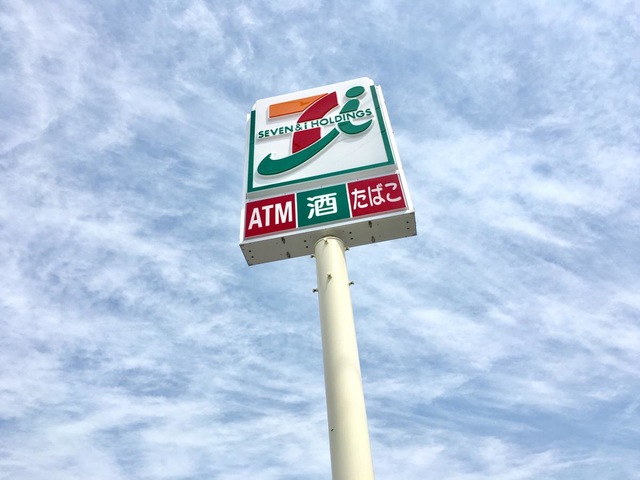 SEVEN & i HOLDINGS
ATM 酒 たばこ